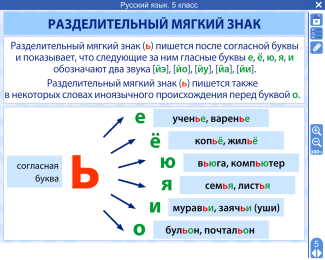 Русский язык. 5 класс
РАЗДЕЛИТЕЛЬНЫЙ МЯГКИЙ ЗНАК
Разделительный мягкий знак (ь) пишется после согласной буквы
и показывает, что следующие за ним гласные буквы е, ё, ю, я, и
обозначают два звука [йэ], [йо], [йу], [йа], [йи].
Разделительный мягкий знак (ь) пишется также
в некоторых словах иноязычного происхождения перед буквой о.
согласная
буква
Ь
е ученье, варенье
ё копьё, жильё
ю вьюга, компьютер
я семья, листья
и муравьи, заячьи (уши)
о бульон, почтальон
100%
5